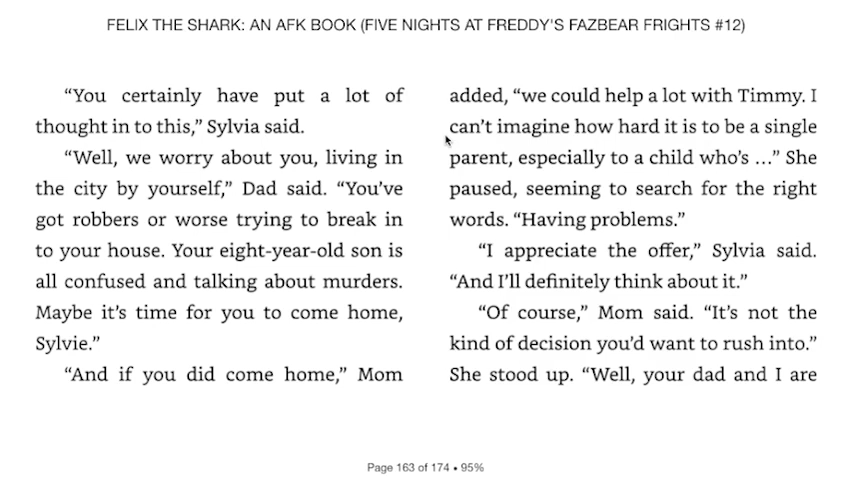 FELIX THE SHARK: AN AFK BOOK (FIVE NIGHTS AT FREDDY'S FAZBEAR FRIGHTS #12)
“You certainly have put a lot of
thought in to this,” Sylvia said.
“Well, we worry about you, living in
the city by yourself,” Dad said. “You’ve
got robbers or worse trying to break in
to your house. Your eight-year-old son is
all confused and talking about murders.
Maybe it’s time for you to come home,
Sylvie.”
“And if you did come home,” Mom
added, “we could help a lot with Timmy. I
can’t imagine how hard it is to be a single
parent, especially to a child who’s ...” She
paused, seeming to search for the right
words. “Having problems.”
“I appreciate the offer,” Sylvia said.
“And I’ll definitely think about it.”
“Of course,” Mom said. “It’s not the
kind of decision you’d want to rush into.”
She stood up. “Well, your dad and I are
Page 163 of 174 • 95%